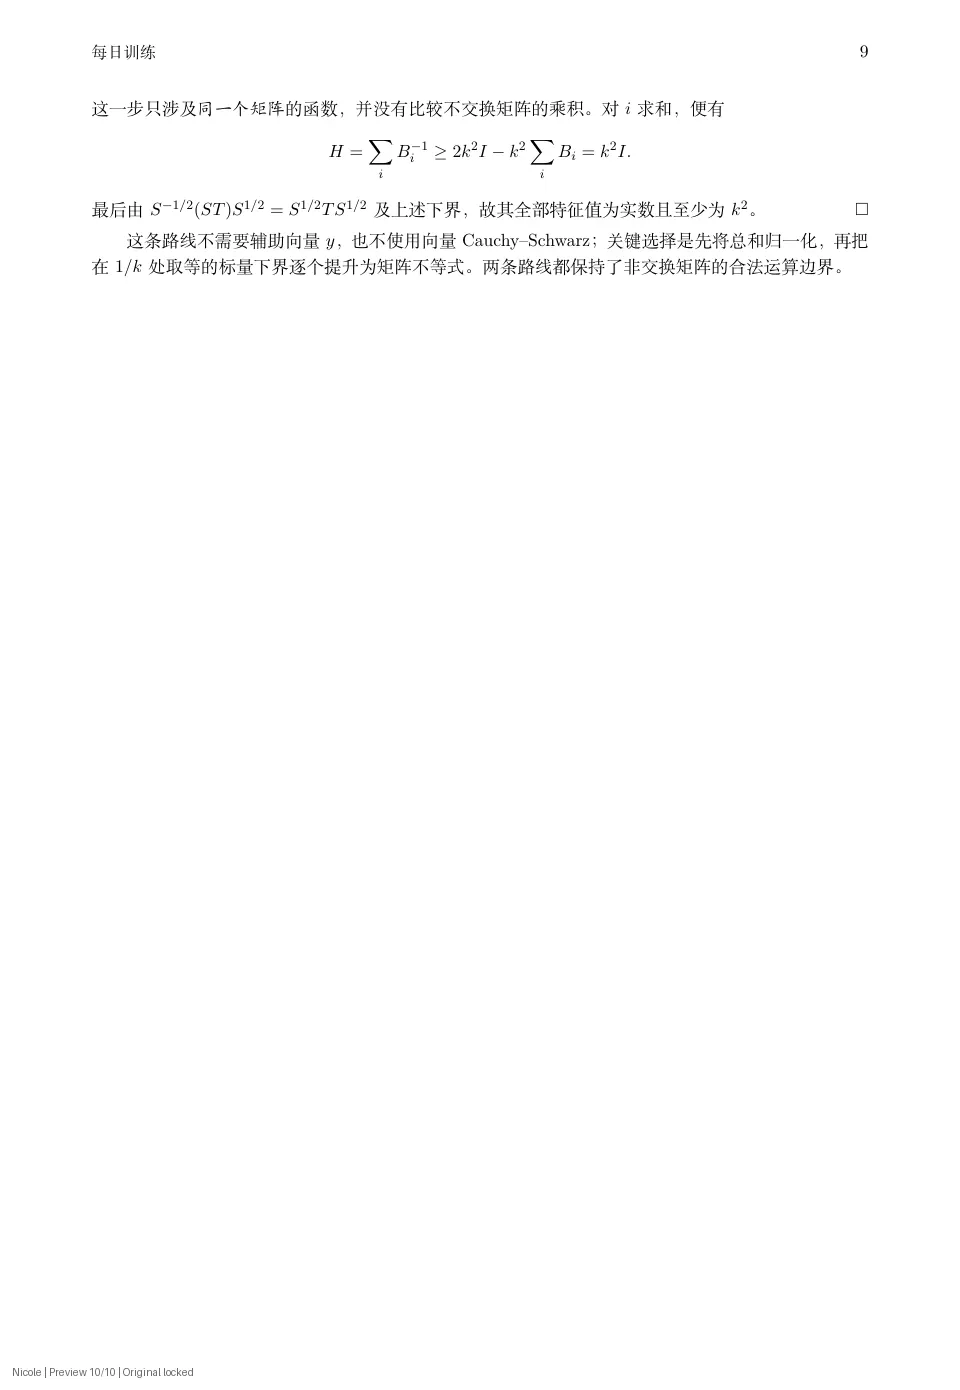 每日训练 9
这一步只涉及同一个矩阵的函数，并没有比较不交换矩阵的乘积。对 i 求和，便有
H = ∑_i B_i^{-1} ≥ 2k²I − k² ∑_i B_i = k²I.
最后由 S^{−1/2}(ST)S^{1/2} = S^{1/2}TS^{1/2} 及上述下界，故其全部特征值为实数且至少为 k²。 □
这条路线不需要辅助向量 y，也不使用向量 Cauchy–Schwarz；关键选择是先将总和归一化，再把
在 1/k 处取等的标量下界逐个提升为矩阵不等式。两条路线都保持了非交换矩阵的合法运算边界。
Nicole | Preview 10/10 | Original locked